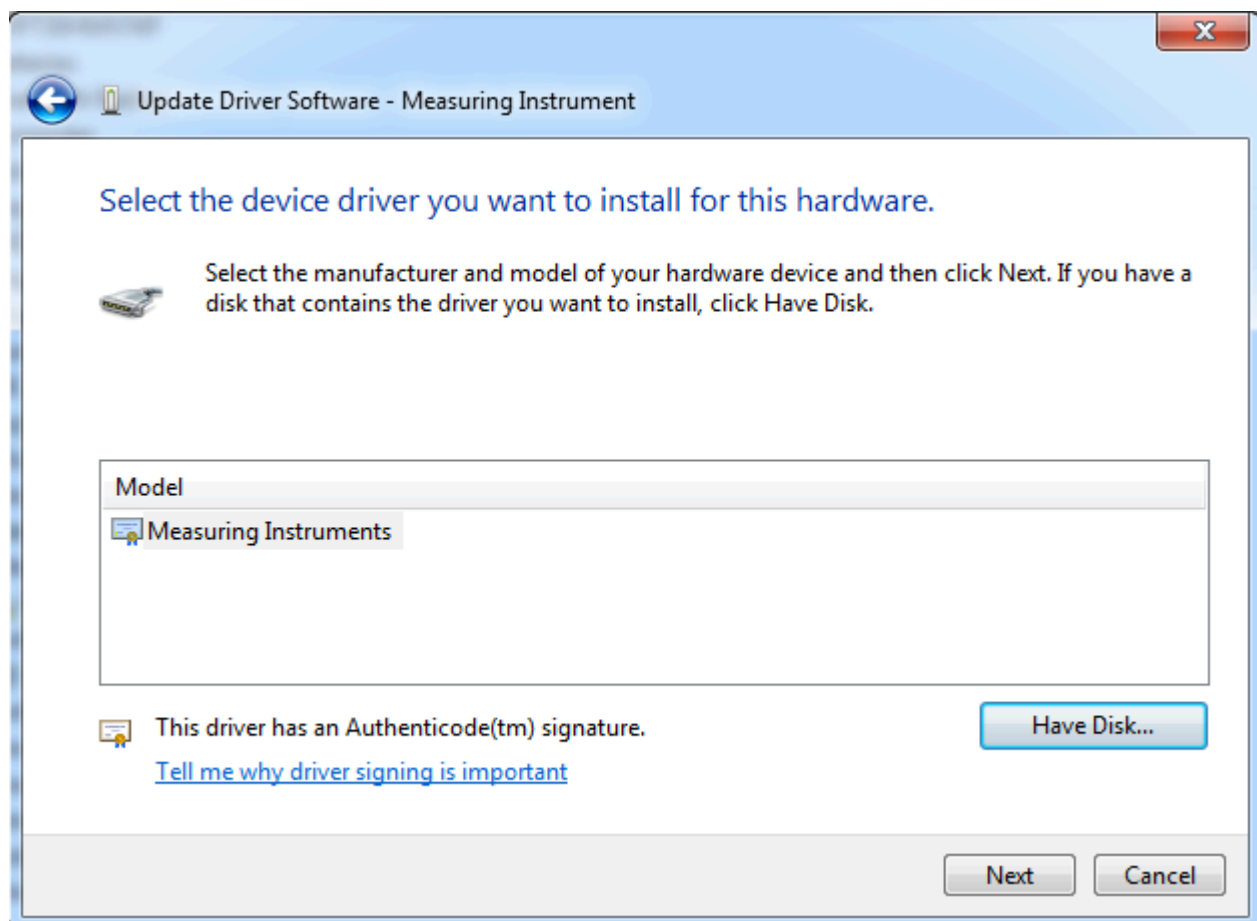 Update Driver Software - Measuring Instrument
Select the device driver you want to install for this hardware.
Select the manufacturer and model of your hardware device and then click Next. If you have a
disk that contains the driver you want to install, click Have Disk.
Model
Measuring Instruments
This driver has an Authenticode(tm) signature.
Have Disk...
Tell me why driver signing is important
Next
Cancel